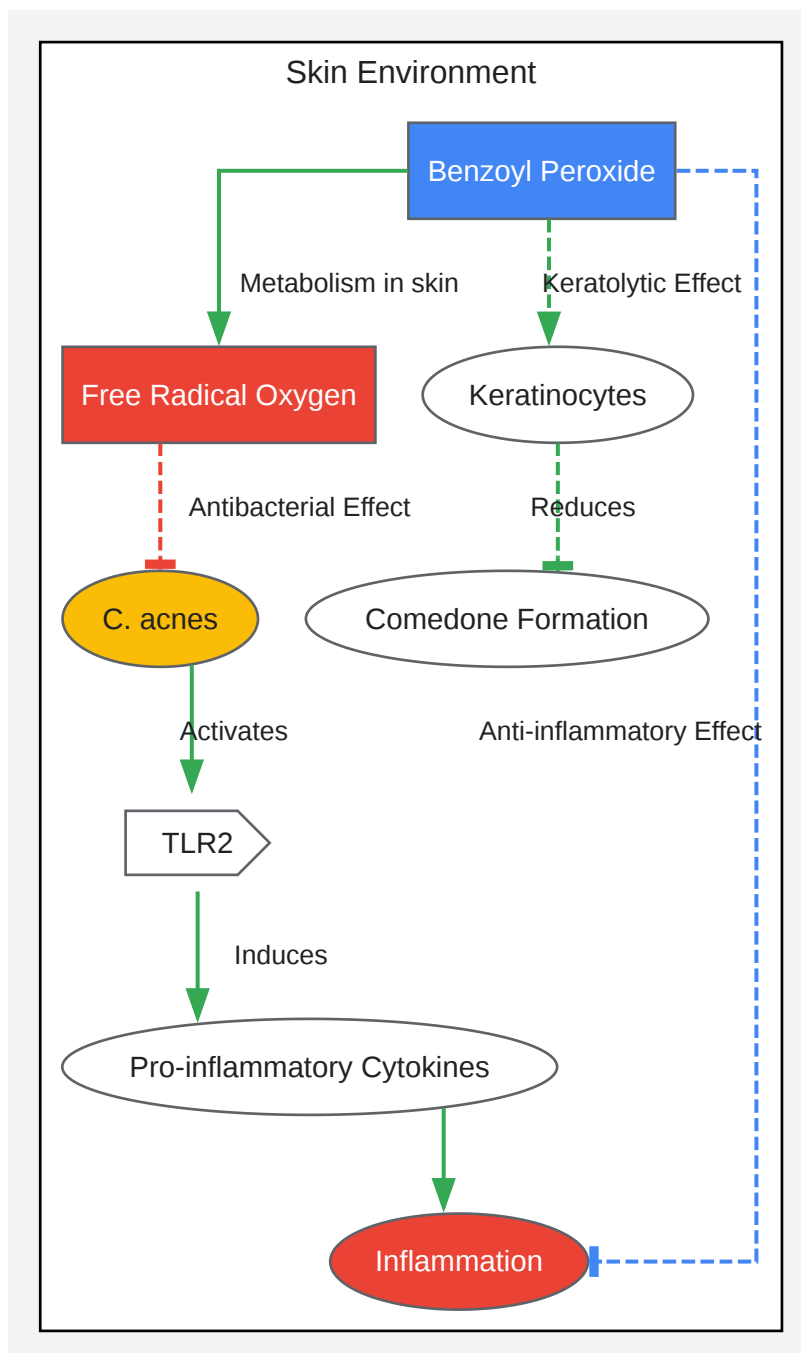 Skin Environment
Benzoyl Peroxide
Metabolism in skin
Keratolytic Effect
Free Radical Oxygen
Keratinocytes
Antibacterial Effect
Reduces
C. acnes
Comedone Formation
Activates
Anti-inflammatory Effect
TLR2
Induces
Pro-inflammatory Cytokines
Inflammation